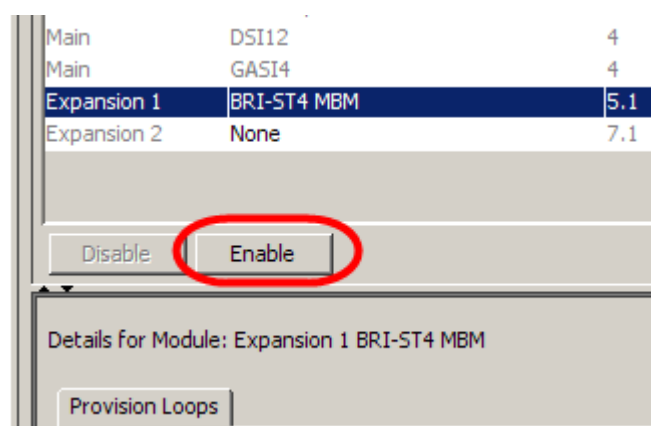 Main DSI12 4
Main GASI4 4
Expansion 1 BRI-ST4 MBM 5.1
Expansion 2 None 7.1
Disable Enable
Details for Module: Expansion 1 BRI-ST4 MBM
Provision Loops